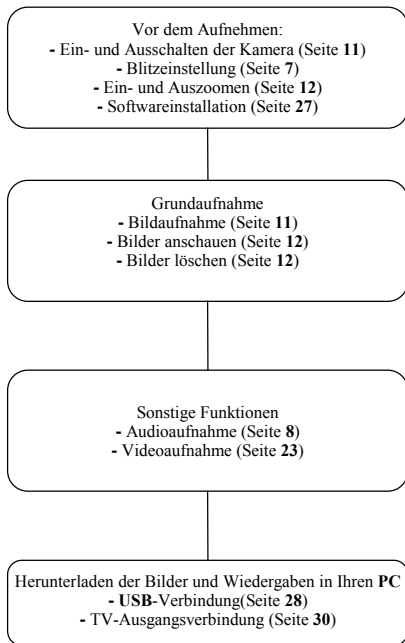 Vor dem Aufnehmen:
- Ein- und Ausschalten der Kamera (Seite 11)
- Blitzeinstellung (Seite 7)
- Ein- und Auszoomen (Seite 12)
- Softwareinstallation (Seite 27)
Grundaufnahme
- Bildaufnahme (Seite 11)
- Bilder anschauen (Seite 12)
- Bilder löschen (Seite 12)
Sonstige Funktionen
- Audioaufnahme (Seite 8)
- Videoaufnahme (Seite 23)
Herunterladen der Bilder und Wiedergaben in Ihren PC
- USB-Verbindung(Seite 28)
- TV-Ausgangsverbindung (Seite 30)